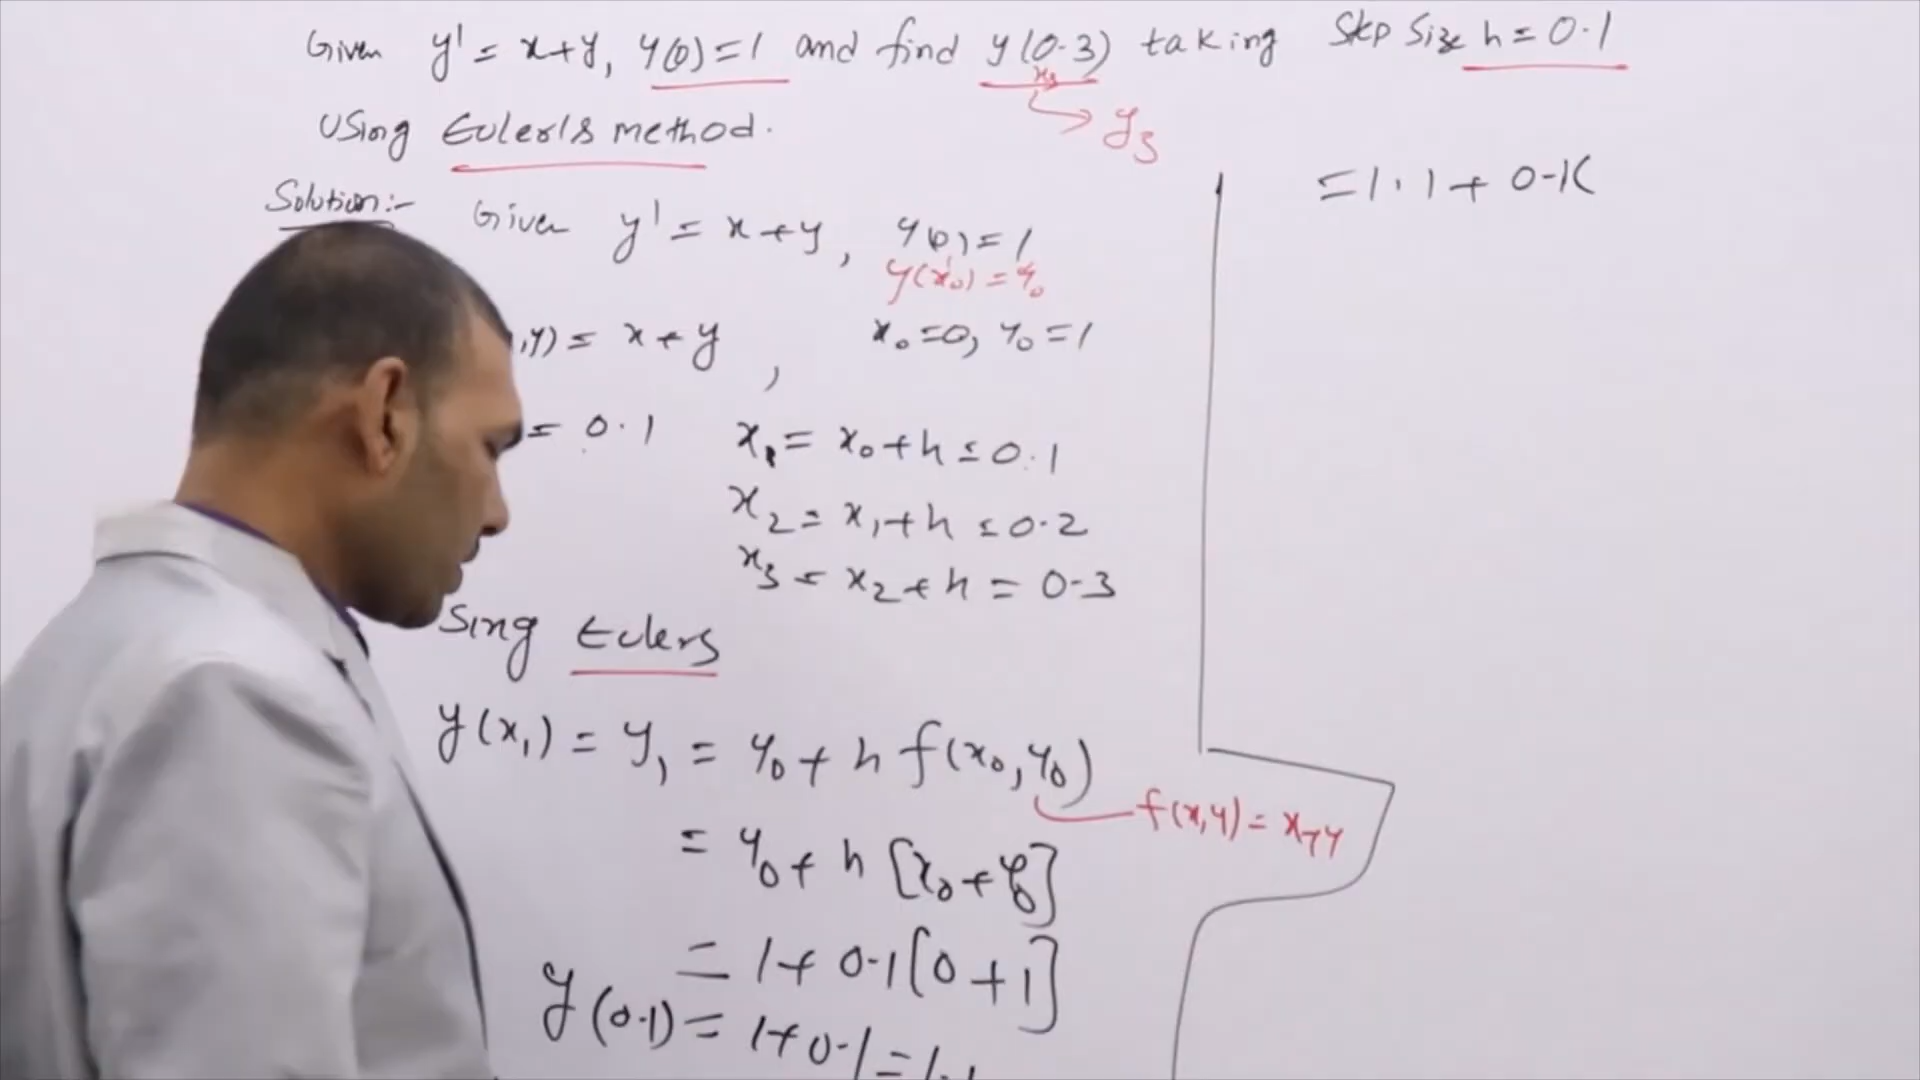 Given y' = x+y, y(0)=1 and find y(0.3) taking Step Size h=0.1
x₃
→ y₃
Using Euler's method.
Solution:-
Given y' = x+y, y(0)=1
y(x₀) = y₀
,y) = x+y, x₀=0, y₀=1
= 0.1
x₁ = x₀+h = 0.1
x₂ = x₁+h = 0.2
x₃ = x₂+h = 0.3
sing Eulers
y(x₁) = y₁ = y₀ + h f(x₀,y₀)
f(x,y) = x+y
= y₀ + h [x₀+y₀]
= 1+ 0.1[0+1]
y(0.1) = 1+0.1 = 1.1
= 1.1 + 0.1(